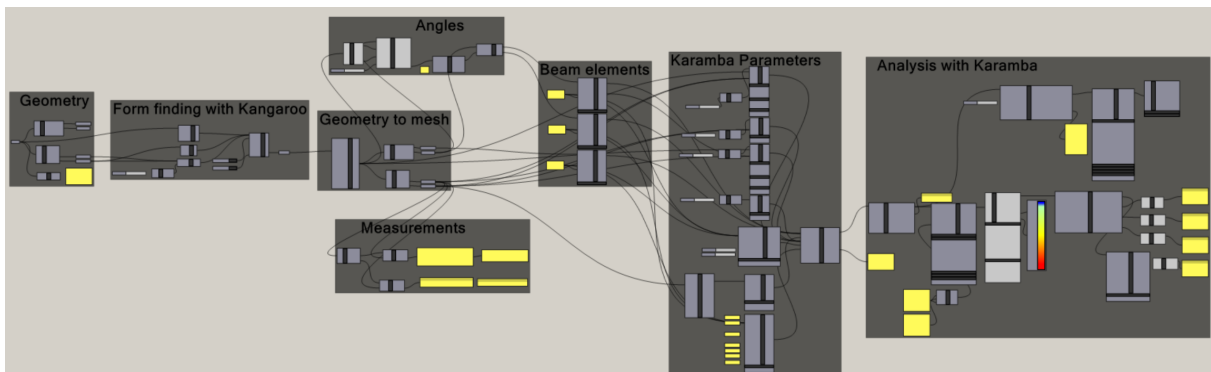 Angles
Geometry
Form finding with Kangaroo
Geometry to mesh
Measurements
Beam elements
Karamba Parameters
Analysis with Karamba